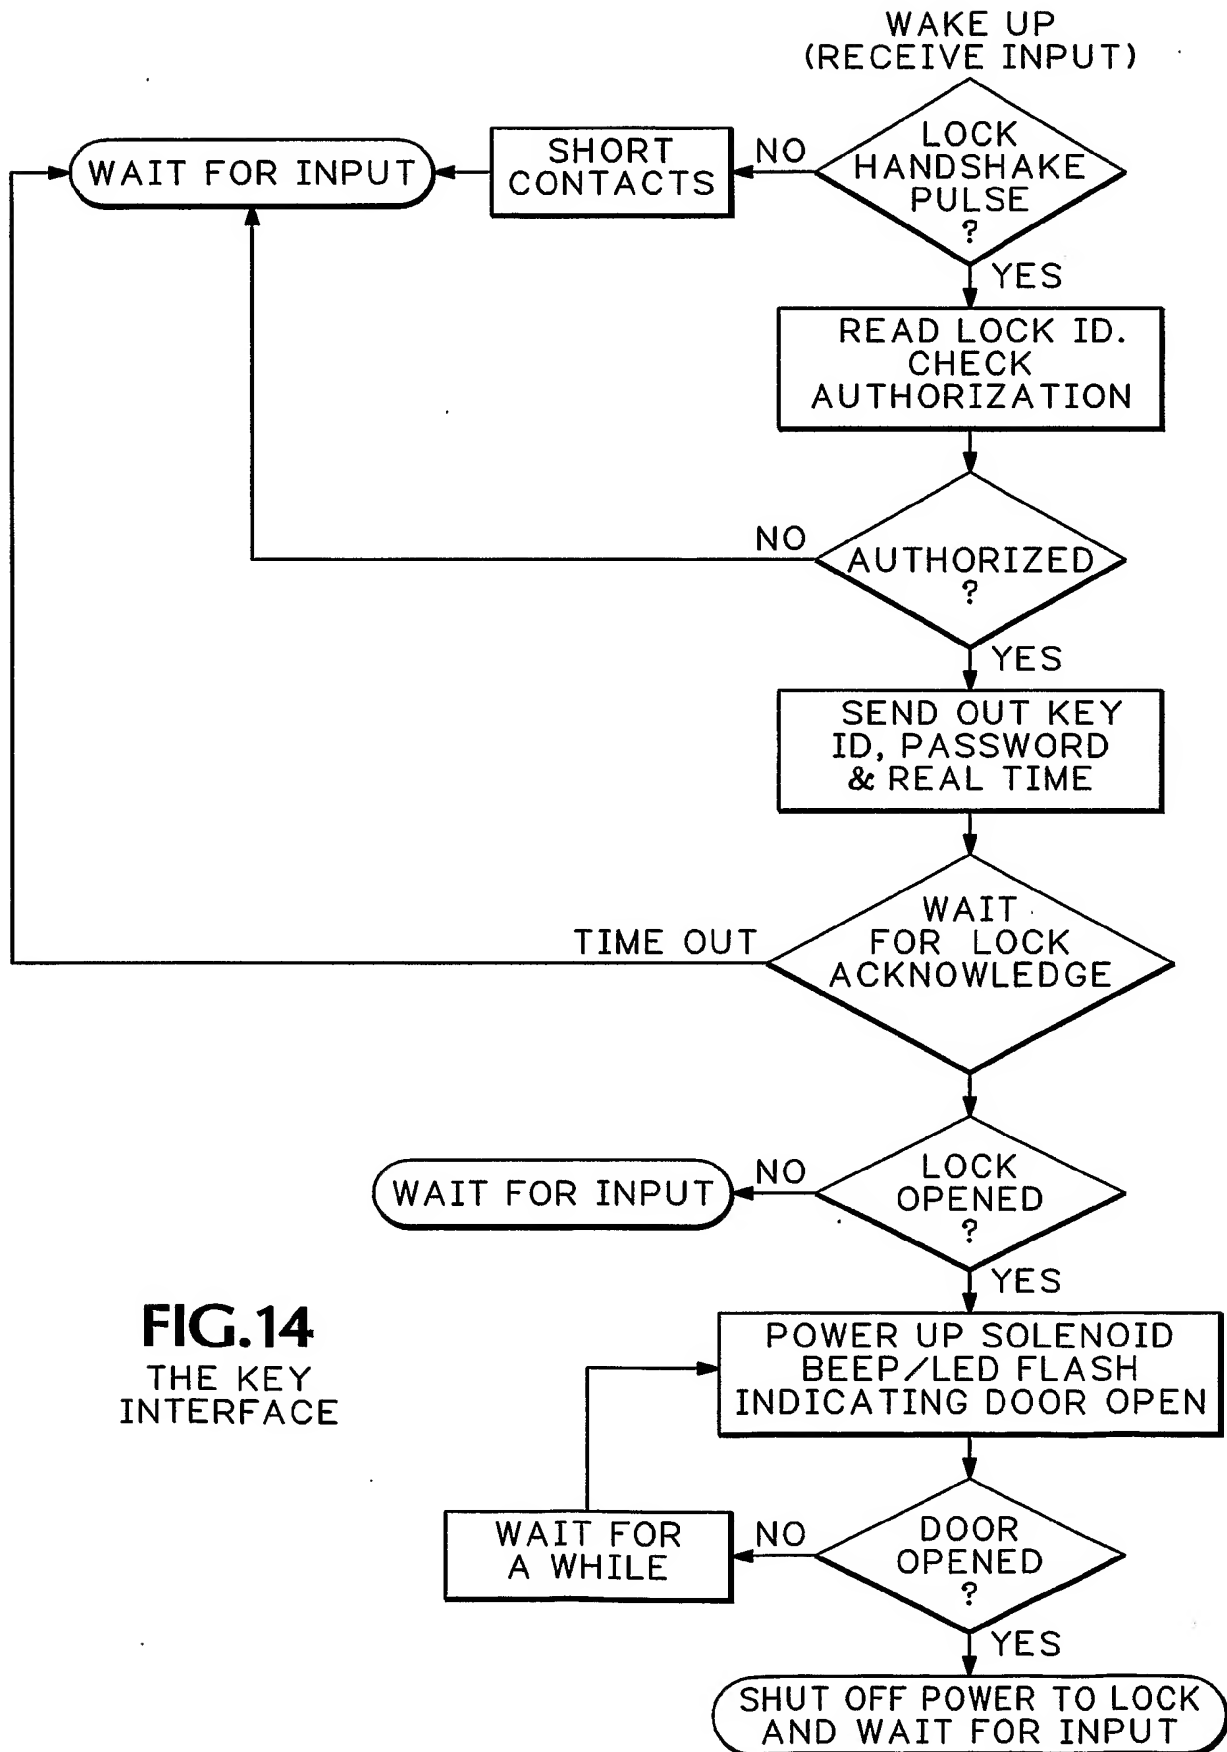 WAKE UP
(RECEIVE INPUT)
LOCK
HANDSHAKE
PULSE
?
NO
SHORT
CONTACTS
WAIT FOR INPUT
YES
READ LOCK ID.
CHECK
AUTHORIZATION
AUTHORIZED
?
NO
YES
SEND OUT KEY
ID, PASSWORD
& REAL TIME
WAIT
FOR LOCK
ACKNOWLEDGE
TIME OUT
LOCK
OPENED
?
NO
WAIT FOR INPUT
YES
POWER UP SOLENOID
BEEP/LED FLASH
INDICATING DOOR OPEN
DOOR
OPENED
?
NO
WAIT FOR
A WHILE
YES
SHUT OFF POWER TO LOCK
AND WAIT FOR INPUT
FIG.14
THE KEY
INTERFACE